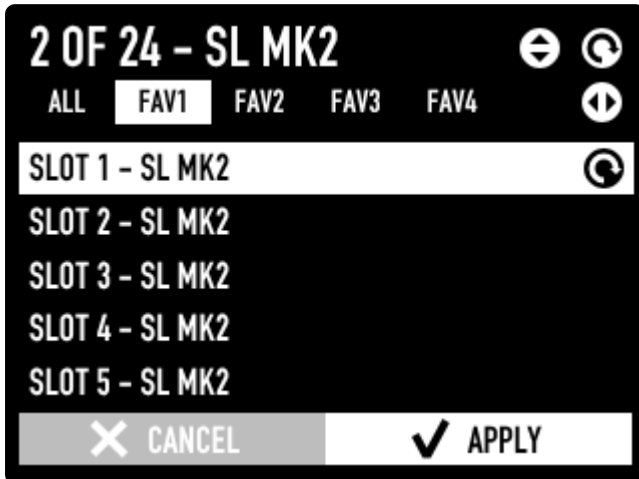 2 OF 24 – SL MK2
ALL FAV1 FAV2 FAV3 FAV4
SLOT 1 – SL MK2
SLOT 2 – SL MK2
SLOT 3 – SL MK2
SLOT 4 – SL MK2
SLOT 5 – SL MK2
CANCEL APPLY